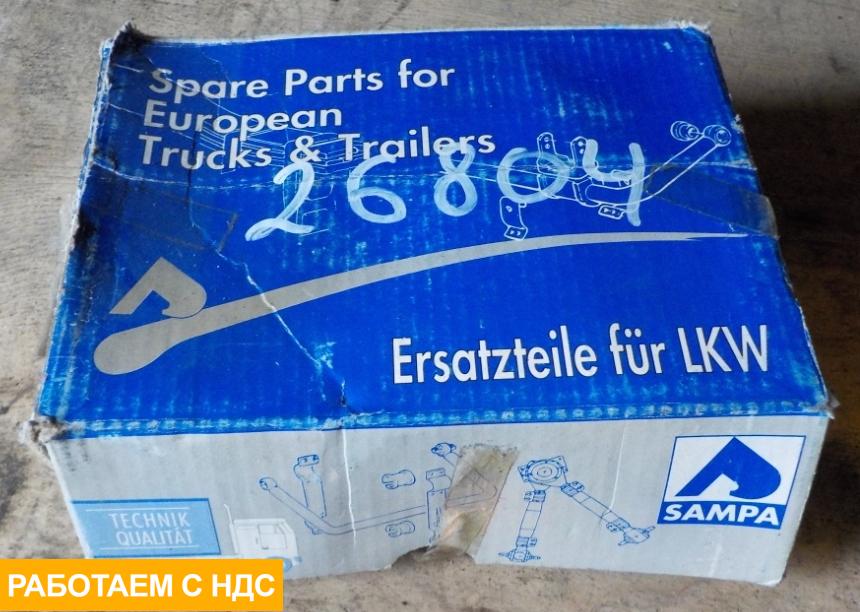 Spare Parts for
European
Trucks & Trailers
26804
Ersatzteile für LKW
SAMPA
TECHNIK
QUALITÄT
РАБОТАЕМ С НДС